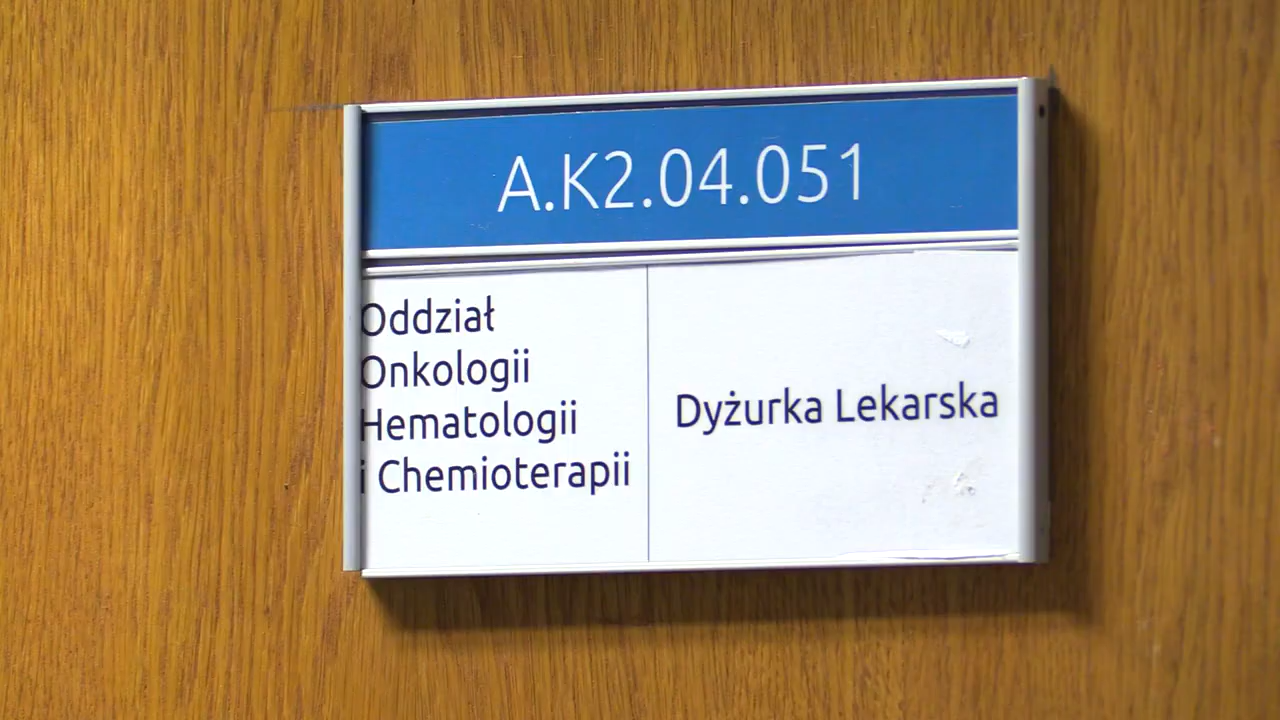 A.K2.04.051
Oddział
Onkologii
Hematologii
i Chemioterapii
Dyżurka Lekarska